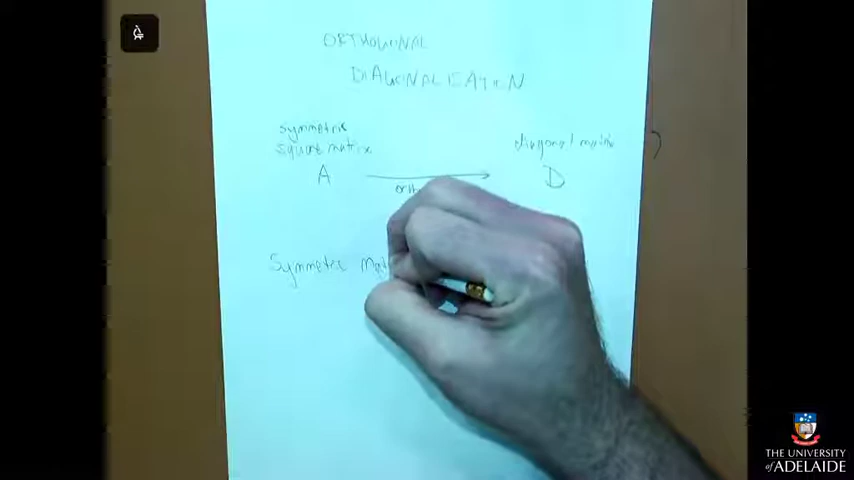 ORTHOGONAL
DIAGONALISATION
symmetric
square matrix
diagonal matrix
A
D
Symmetric
THE UNIVERSITY
of ADELAIDE